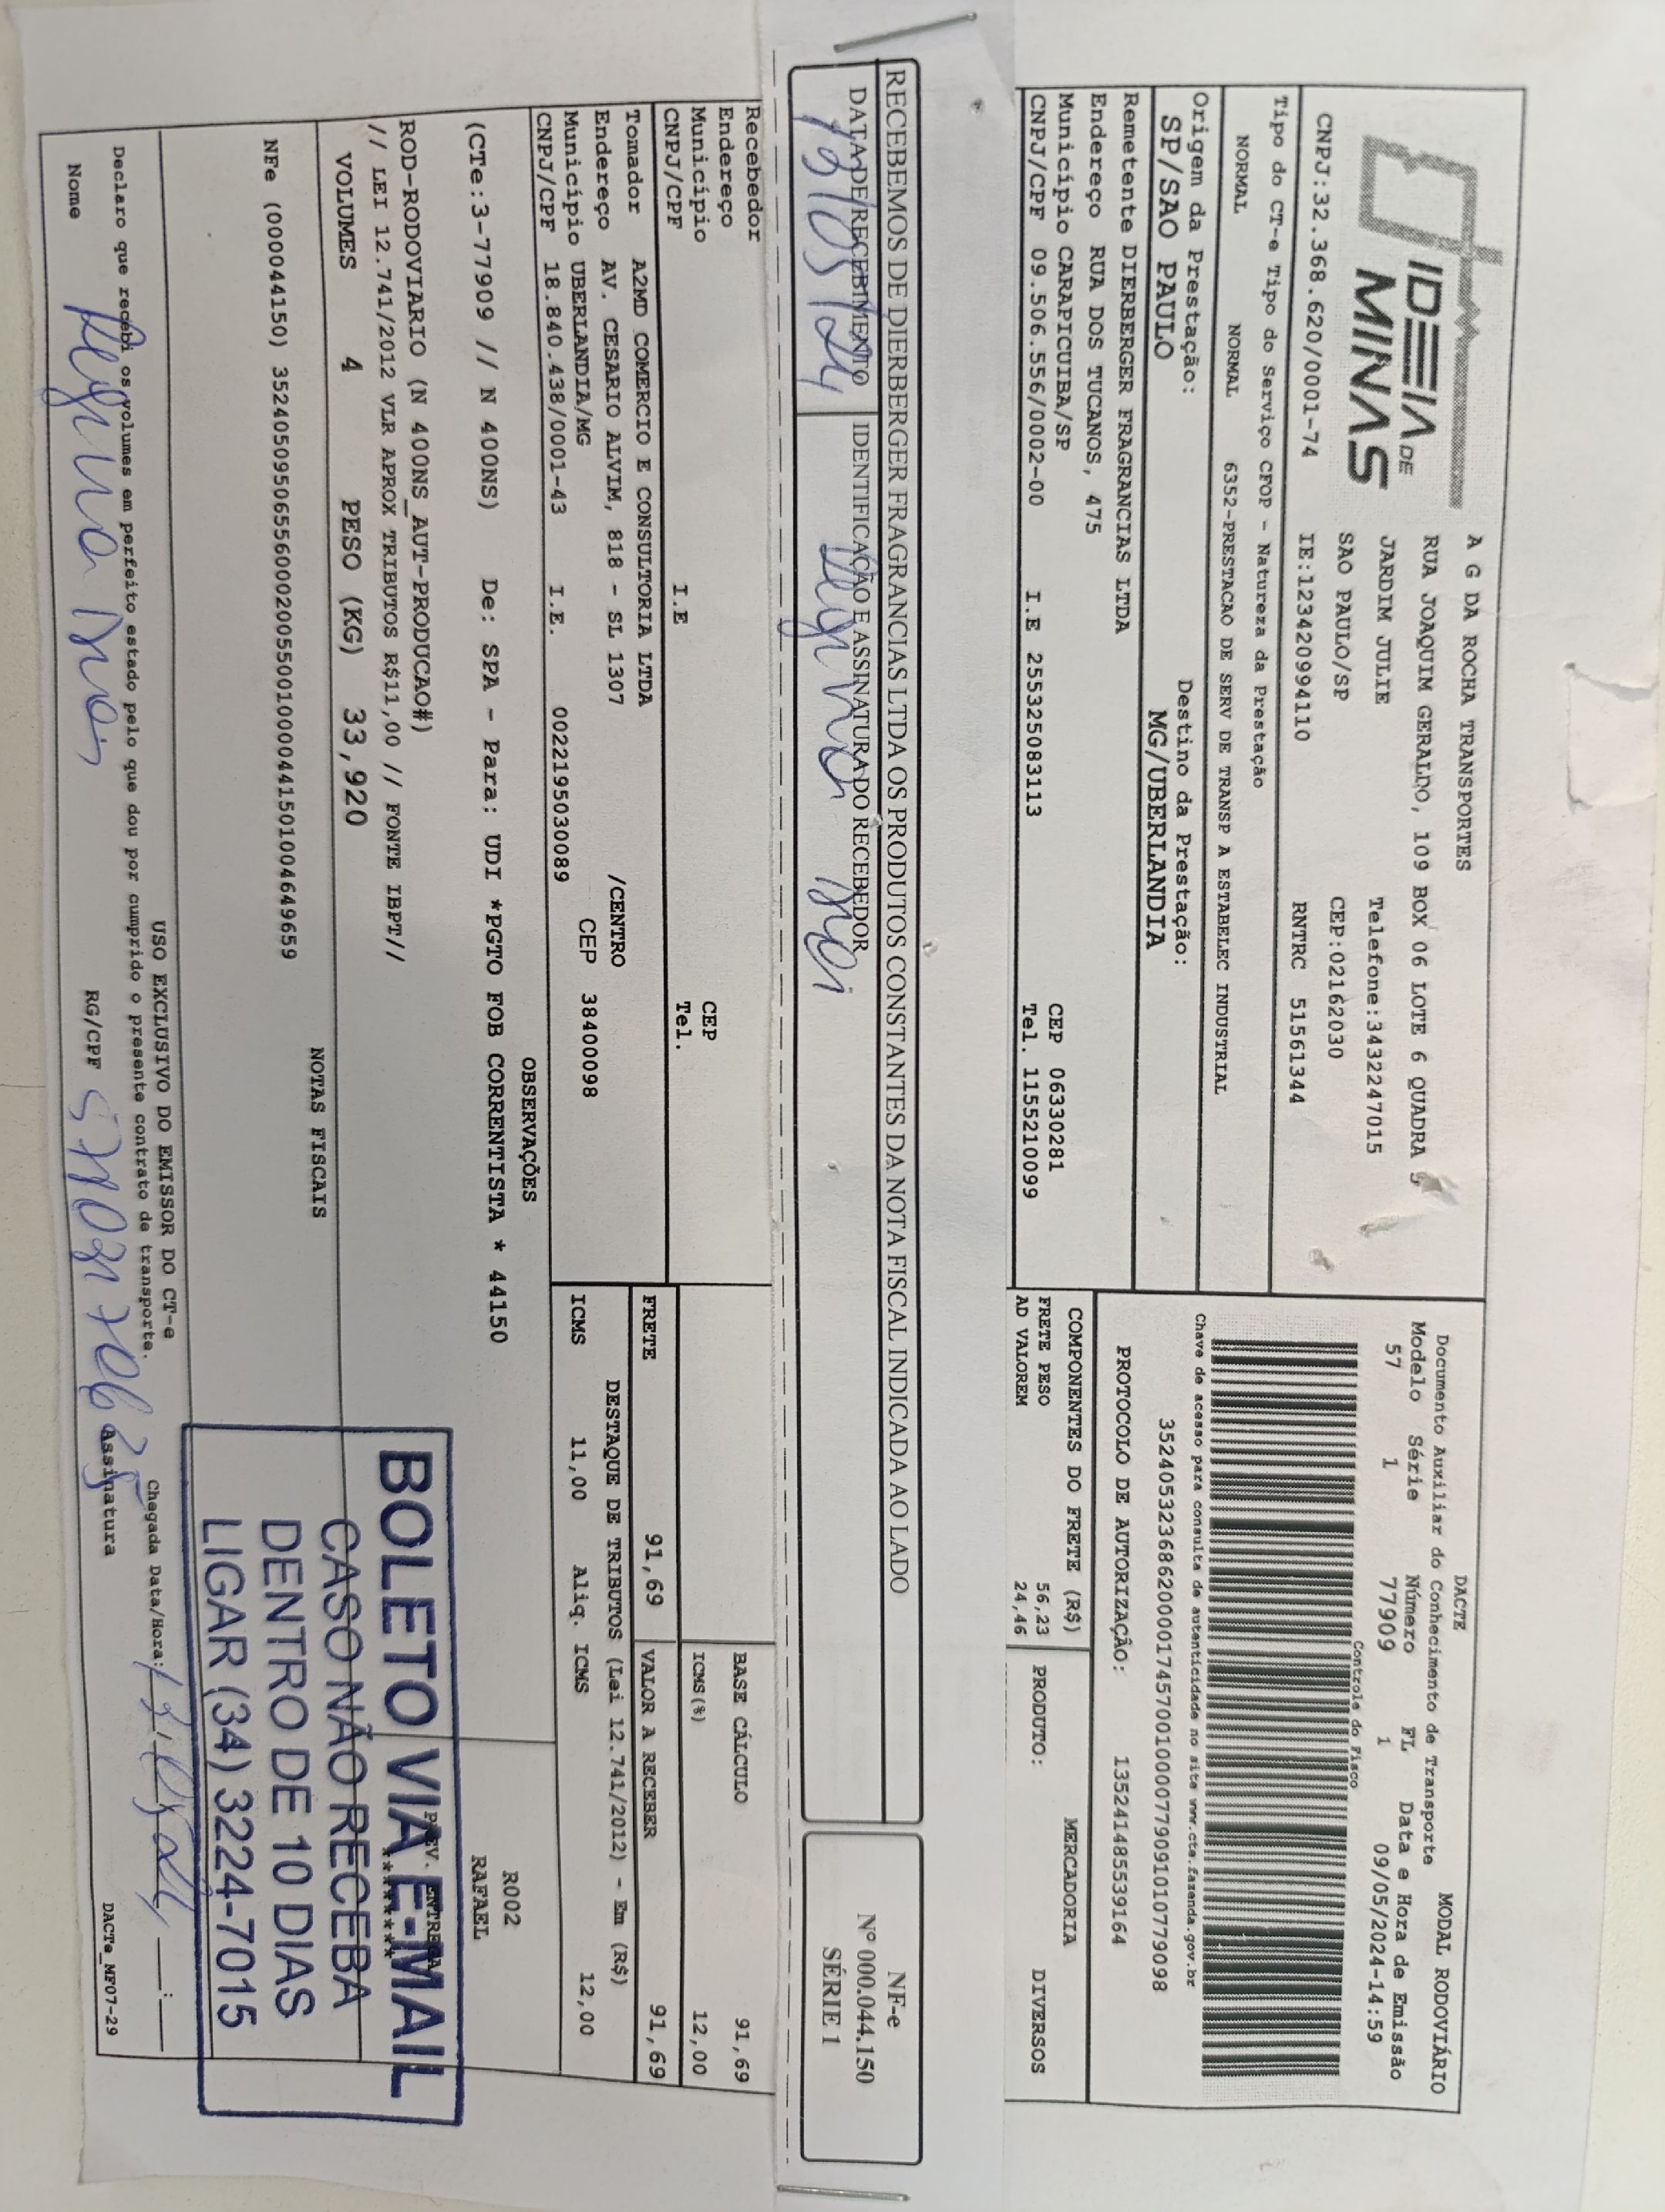 IDEIA DE MINAS
A G DA ROCHA TRANSPORTES
RUA JOAQUIM GERALDO, 109 BOX 06 LOTE 6 QUADRA
JARDIM JULIE Telefone:3432247015
SAO PAULO/SP CEP:02162030
CNPJ:32.368.620/0001-74 IE:123420994110 RNTRC 51561344
DACTE MODAL RODOVIÁRIO
Documento Auxiliar do Conhecimento de Transporte
Modelo Série Número FL Data e Hora de Emissão
57 1 77909 1 09/05/2024-14:59
Controle do Fisco
Tipo do CT-e Tipo do Serviço CFOP - Natureza da Prestação
NORMAL NORMAL 6352-PRESTACAO DE SERV DE TRANSP A ESTABELEC INDUSTRIAL
Chave de acesso para consulta de autenticidade no site www.cte.fazenda.gov.br
35240532368620000174570010000779091010779098
Origem da Prestação: Destino da Prestação:
SP/SAO PAULO MG/UBERLANDIA
PROTOCOLO DE AUTORIZAÇÃO: 135241485539164
Remetente DIERBERGER FRAGRANCIAS LTDA
Endereço RUA DOS TUCANOS, 475
Município CARAPICUIBA/SP CEP 06330281
CNPJ/CPF 09.506.556/0002-00 I.E 255325083113 Tel. 1155210099
COMPONENTES DO FRETE (R$) MERCADORIA
FRETE PESO 56,23 PRODUTO: DIVERSOS
AD VALOREM 24,46
RECEBEMOS DE DIERBERGER FRAGRANCIAS LTDA OS PRODUTOS CONSTANTES DA NOTA FISCAL INDICADA AO LADO
DATA DE RECEBIMENTO IDENTIFICAÇÃO E ASSINATURA DO RECEBEDOR
NF-e
Nº 000.044.150
SÉRIE 1
Recebedor
Endereço CEP
Município Tel.
CNPJ/CPF I.E
BASE CÁLCULO 91,69
ICMS(%) 12,00
Tomador A2MD COMERCIO E CONSULTORIA LTDA
Endereço AV. CESARIO ALVIM, 818 - SL 1307 /CENTRO
Município UBERLANDIA/MG CEP 38400098
CNPJ/CPF 18.840.438/0001-43 I.E. 0022195030089
FRETE 91,69 VALOR A RECEBER 91,69
DESTAQUE DE TRIBUTOS (Lei 12.741/2012) - Em (R$)
ICMS 11,00 Aliq. ICMS 12,00
OBSERVAÇÕES
(CTe:3-77909 // N 400NS) De: SPA - Para: UDI *PGTO FOB CORRENTISTA * 44150
R002
RAFAEL
ROD-RODOVIARIO (N 400NS_AUT-PRODUCAO#)
// LEI 12.741/2012 VLR APROX TRIBUTOS R$11,00 // FONTE IBPT//
PREV. ENTREGA
VOLUMES 4 PESO (KG) 33,920
NOTAS FISCAIS
NFe (000044150) 35240509506556000200550010000441501004649659
BOLETO VIA E-MAIL
CASO NÃO RECEBA
DENTRO DE 10 DIAS
LIGAR (34) 3224-7015
USO EXCLUSIVO DO EMISSOR DO CT-e
Declaro que recebi os volumes em perfeito estado pelo que dou por cumprido o presente contrato de transporte.
Chegada Data/Hora:
Nome RG/CPF Assinatura
DACTe_MF07-29